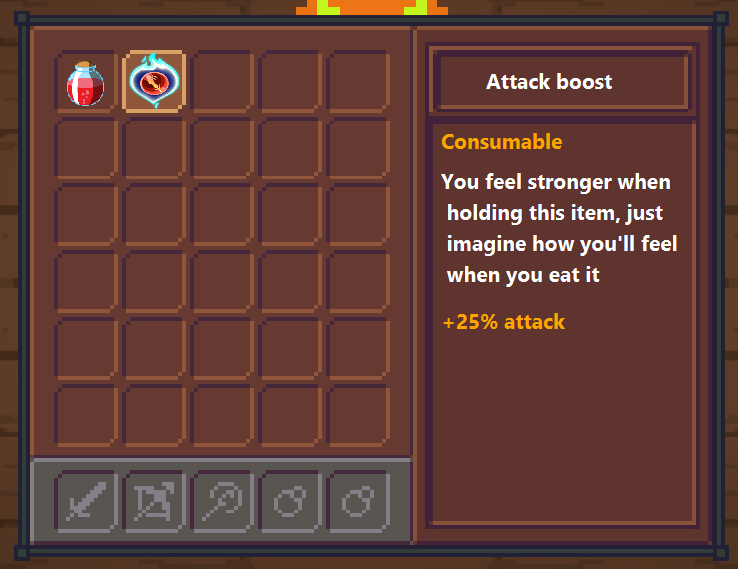 Attack boost
Consumable
You feel stronger when
holding this item, just
imagine how you'll feel
when you eat it
+25% attack